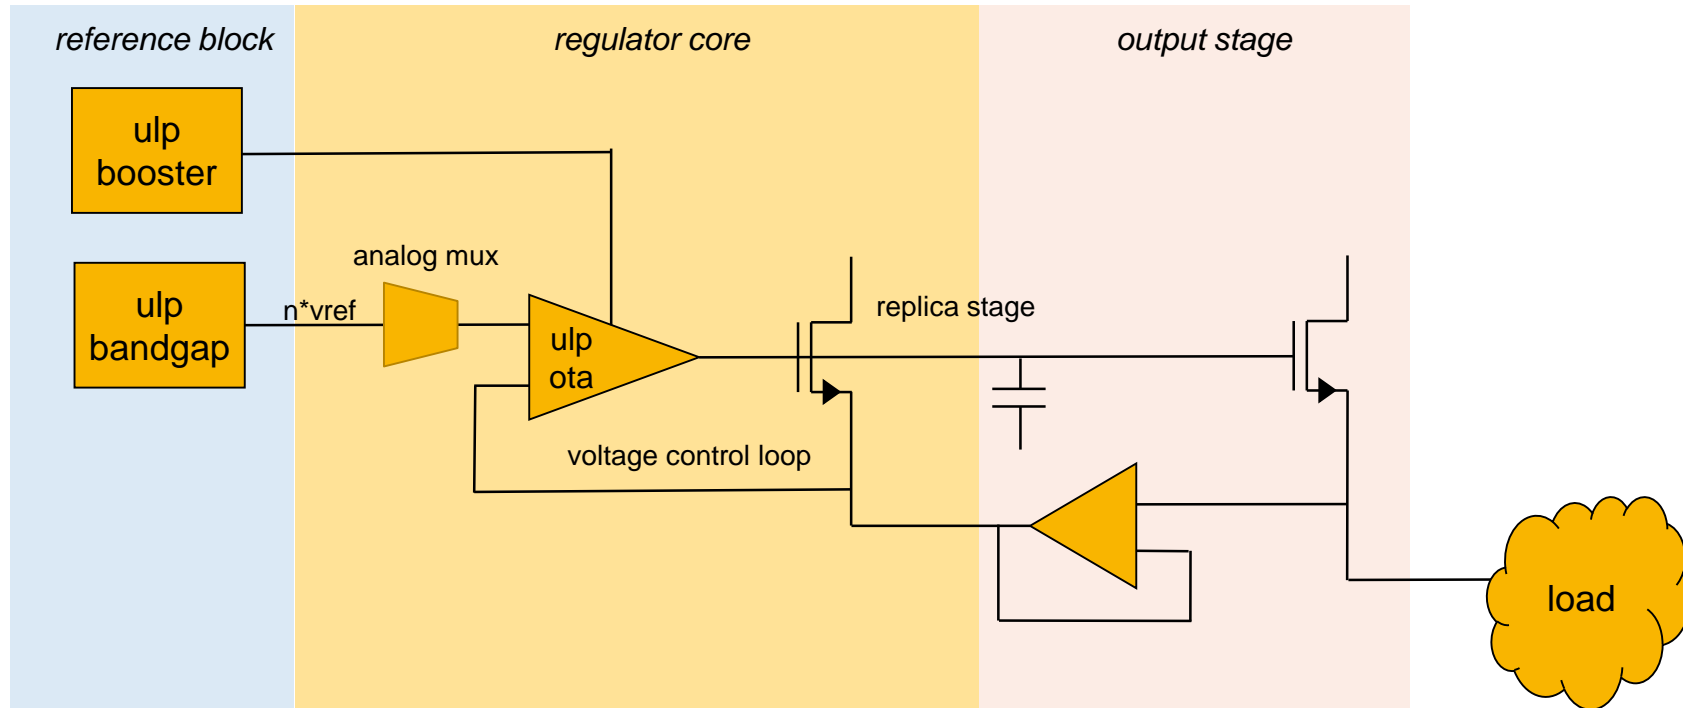 reference block
regulator core
output stage
ulp
booster
analog mux
ulp
bandgap
n*vref
ulp
ota
replica stage
voltage control loop
load